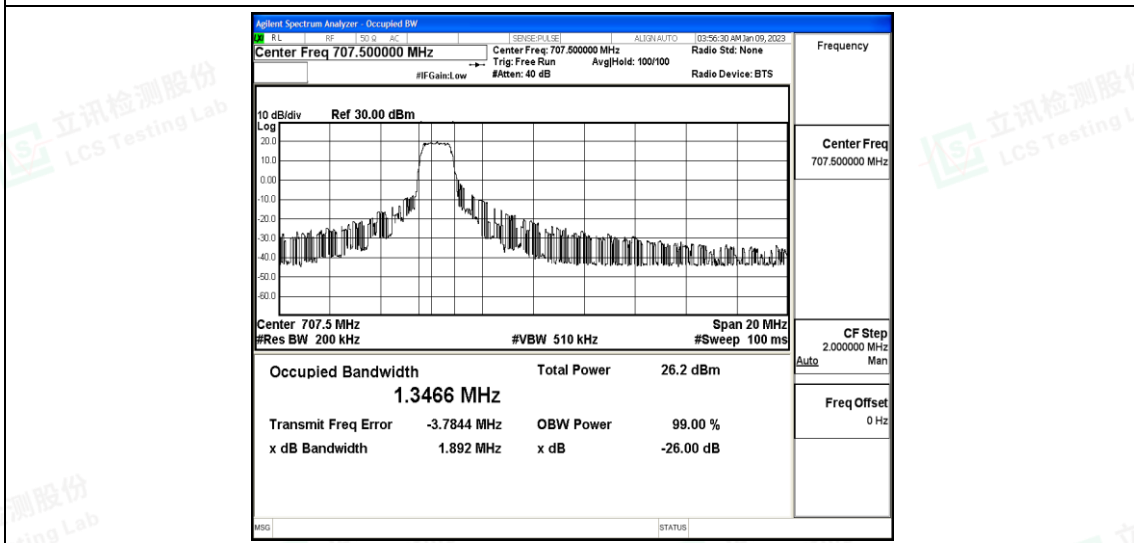 Agilent Spectrum Analyzer - Occupied BW
RL RF 50 Ω AC SENSE:PULSE ALIGN AUTO 03:56:30 AM Jan 09, 2023
Center Freq 707.500000 MHz
Center Freq: 707.500000 MHz
Radio Std: None
Trig: Free Run Avg|Hold: 100/100
#IFGain:Low #Atten: 40 dB Radio Device: BTS
10 dB/div Ref 30.00 dBm
Log
20.0
10.0
0.00
-10.0
-20.0
-30.0
-40.0
-50.0
-60.0
Center 707.5 MHz Span 20 MHz
#Res BW 200 kHz #VBW 510 kHz #Sweep 100 ms
Occupied Bandwidth Total Power 26.2 dBm
1.3466 MHz
Transmit Freq Error -3.7844 MHz OBW Power 99.00 %
x dB Bandwidth 1.892 MHz x dB -26.00 dB
MSG STATUS
Frequency
Center Freq
707.500000 MHz
CF Step
2.000000 MHz
Auto Man
Freq Offset
0 Hz
立讯检测股份
LCS Testing Lab
立讯检测股份
LCS Testing L
测股份
ting Lab